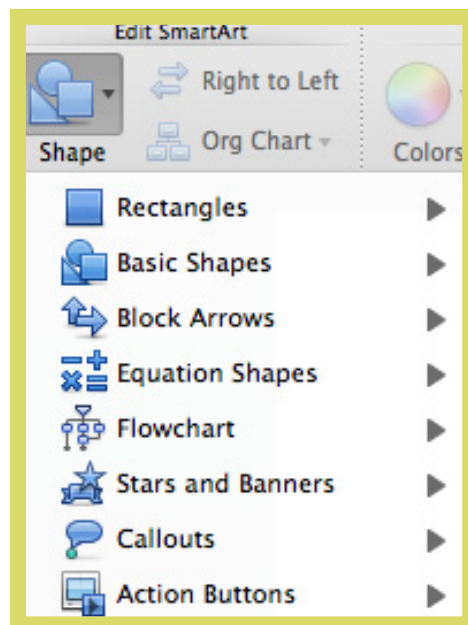 Edit SmartArt
Right to Left
Org Chart
Shape
Colors
Rectangles
Basic Shapes
Block Arrows
Equation Shapes
Flowchart
Stars and Banners
Callouts
Action Buttons